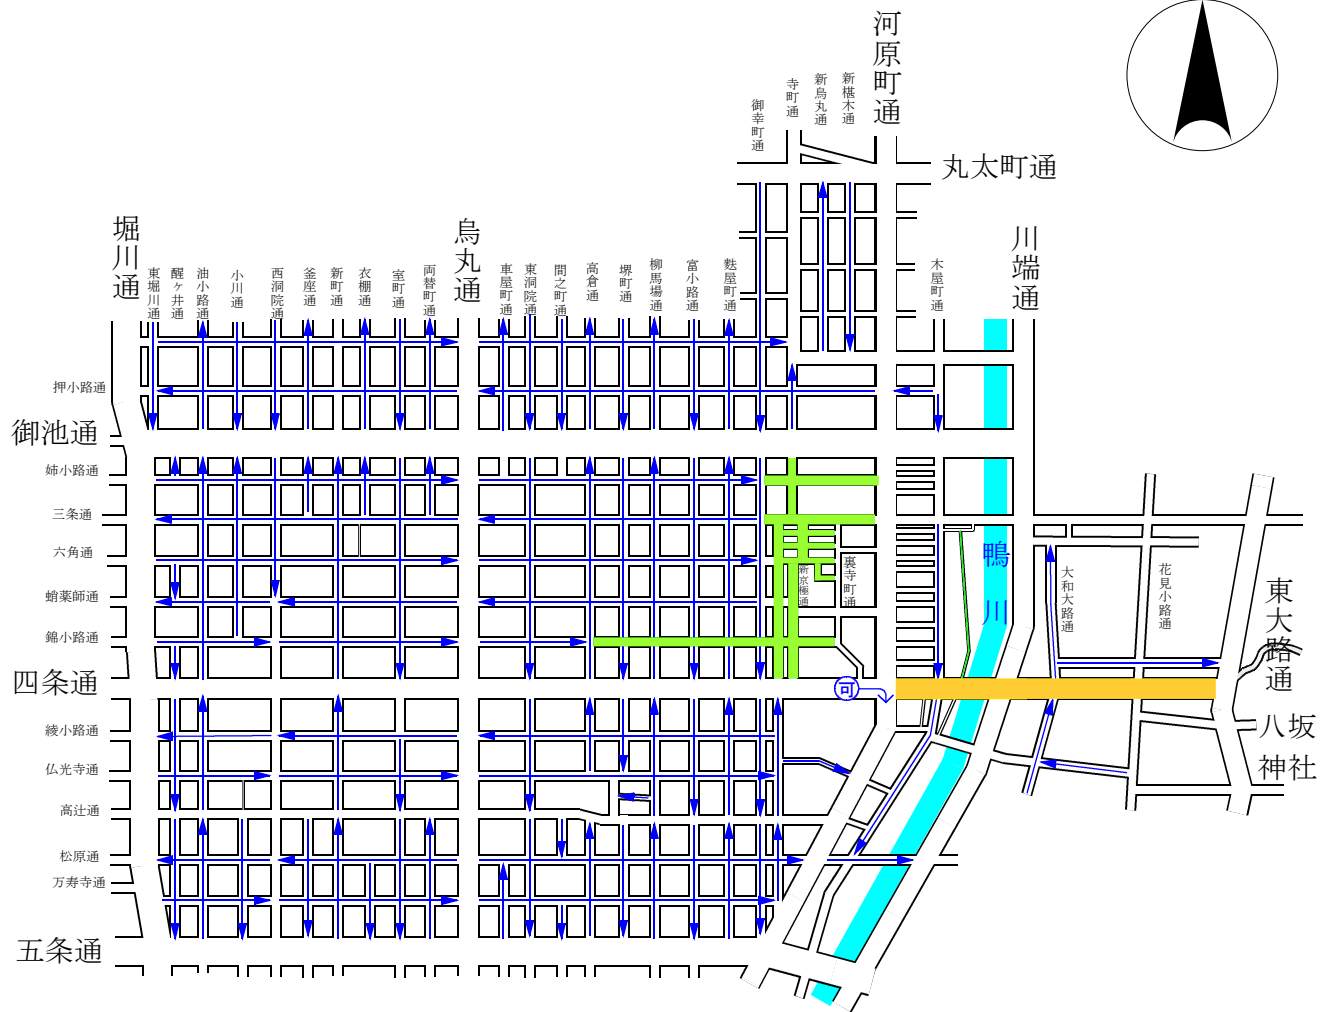 河原町通
寺町通
新烏丸通
新椹木通
御幸町通
丸太町通
堀川通
烏丸通
川端通
東堀川通
醒ヶ井通
油小路通
小川通
西洞院通
釜座通
新町通
衣棚通
室町通
両替町通
車屋町通
東洞院通
間之町通
高倉通
堺町通
柳馬場通
富小路通
麩屋町通
木屋町通
押小路通
御池通
姉小路通
三条通
六角通
蛸薬師通
錦小路通
四条通
綾小路通
仏光寺通
高辻通
松原通
万寿寺通
五条通
新京極通
裏寺町通
鴨川
大和大路通
花見小路通
東大路通
可
八坂
神社